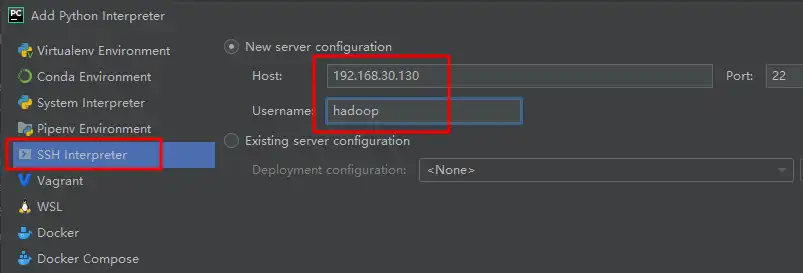 PC Add Python Interpreter
Virtualenv Environment
Conda Environment
System Interpreter
Pipenv Environment
SSH Interpreter
Vagrant
WSL
Docker
Docker Compose
New server configuration
Host: 192.168.30.130 Port: 22
Username: hadoop
Existing server configuration
Deployment configuration: <None>